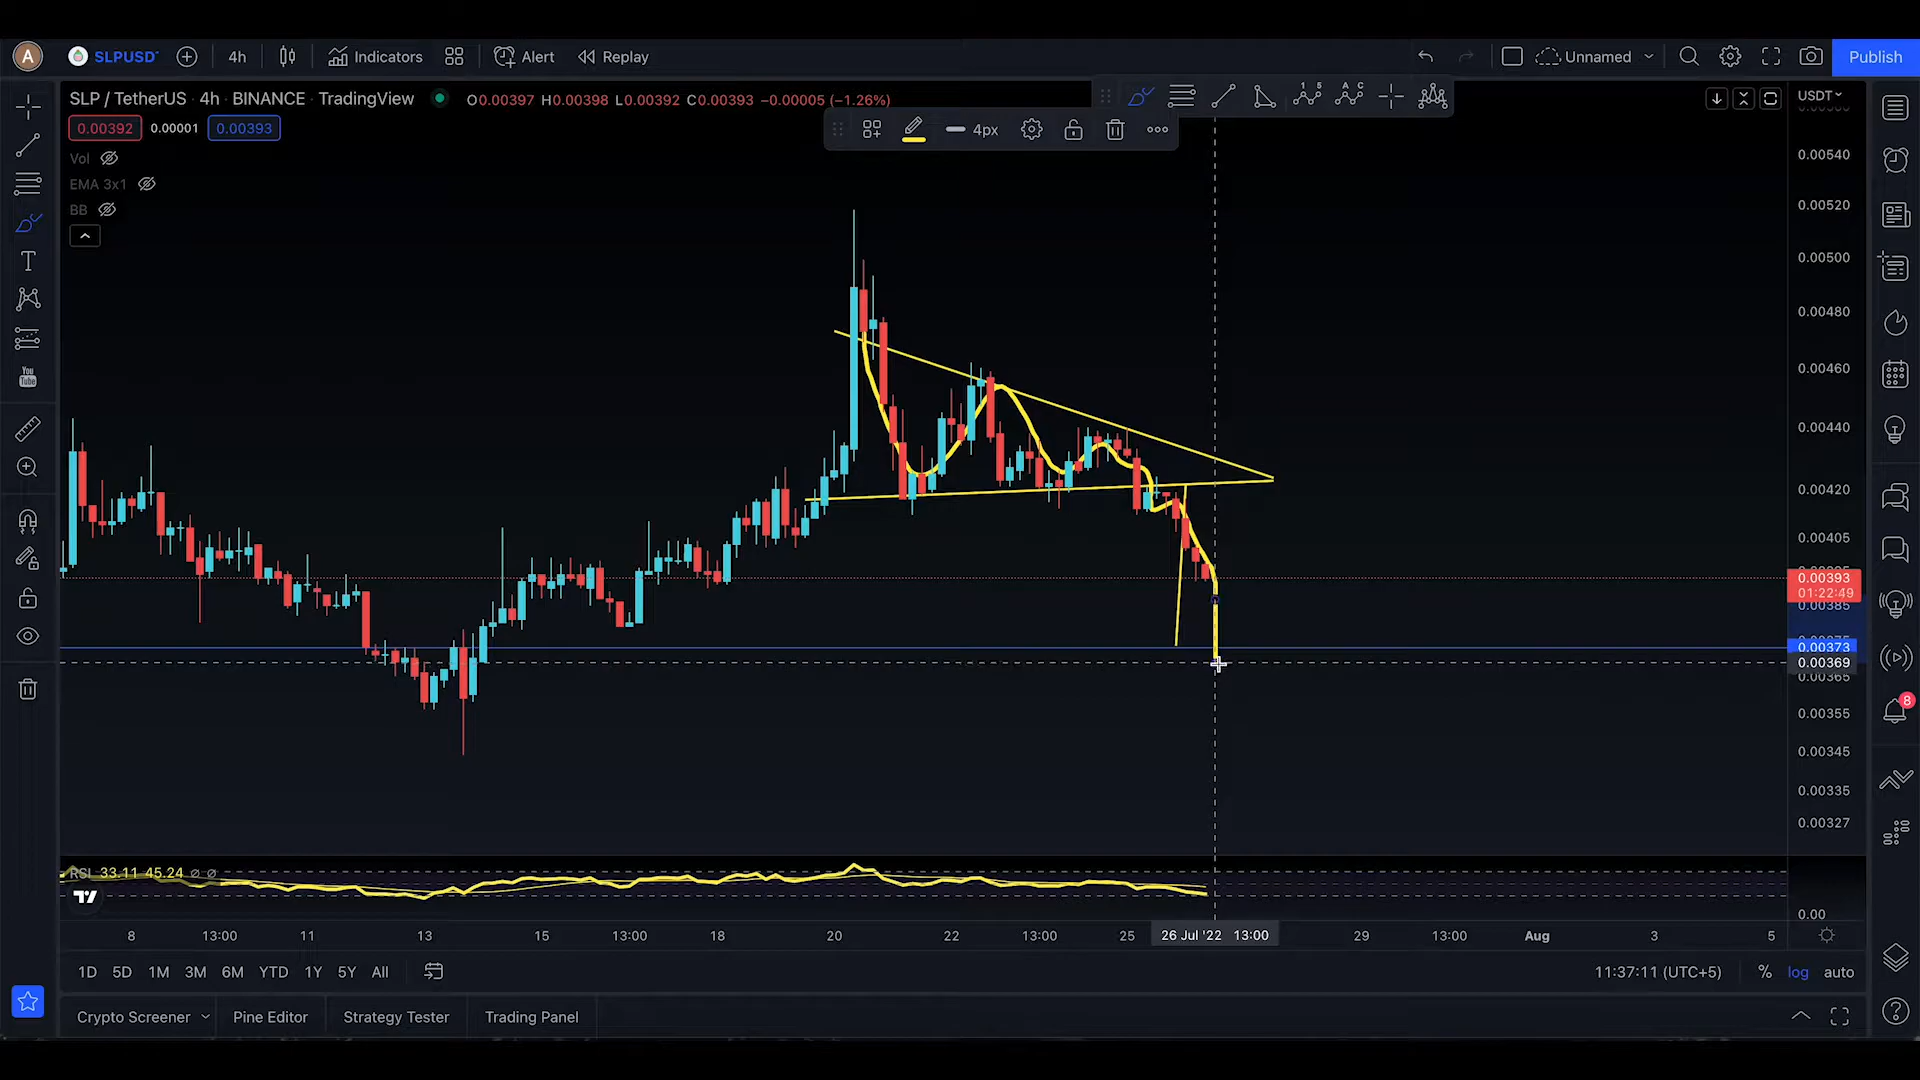 A SLPUSD 4h Indicators Alert Replay Unnamed Publish
SLP / TetherUS · 4h · BINANCE · TradingView O0.00397 H0.00398 L0.00392 C0.00393 −0.00005 (−1.26%) USDT
0.00392 0.00001 0.00393 4px
Vol
EMA 3x1
BB
T
You
Tube
0.00540
0.00520
0.00500
0.00480
0.00460
0.00440
0.00420
0.00405
0.00393
01:22:49
0.00385
0.00373
0.00369
0.00365
0.00355
0.00345
0.00335
0.00327
8
RSI 33.11 45.24 ∅ ∅
0.00
8 13:00 11 13 15 13:00 18 20 22 13:00 25 26 Jul '22 13:00 29 13:00 Aug 3 5
1D 5D 1M 3M 6M YTD 1Y 5Y All 11:37:11 (UTC+5) % log auto
Crypto Screener Pine Editor Strategy Tester Trading Panel